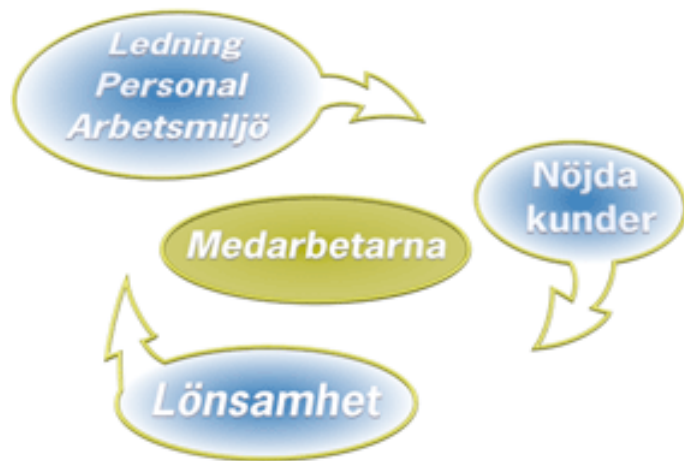 Ledning
Personal
Arbetsmiljö
Nöjda
kunder
Medarbetarna
Lönsamhet